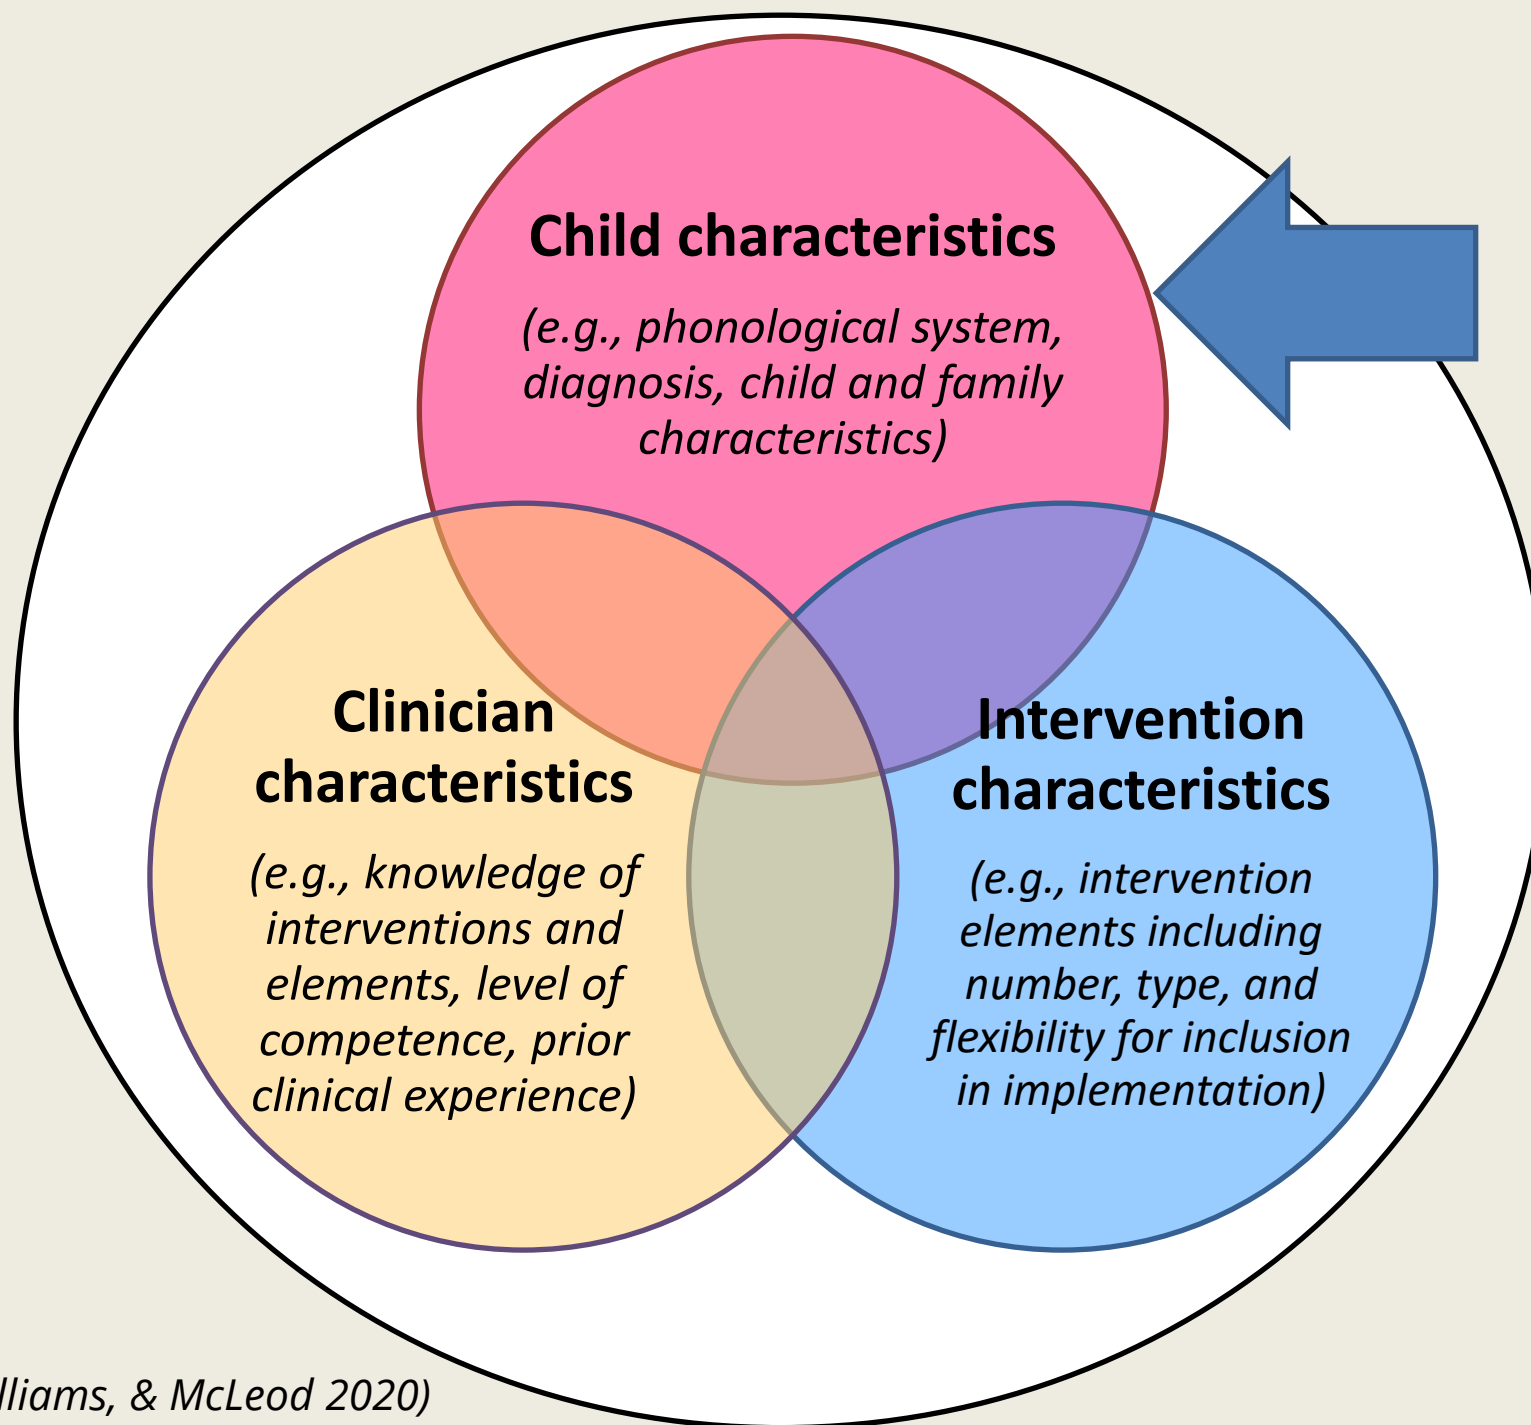 Child characteristics
(e.g., phonological system,
diagnosis, child and family
characteristics)
Clinician
characteristics
(e.g., knowledge of
interventions and
elements, level of
competence, prior
clinical experience)
Intervention
characteristics
(e.g., intervention
elements including
number, type, and
flexibility for inclusion
in implementation)
lliams, & McLeod 2020)